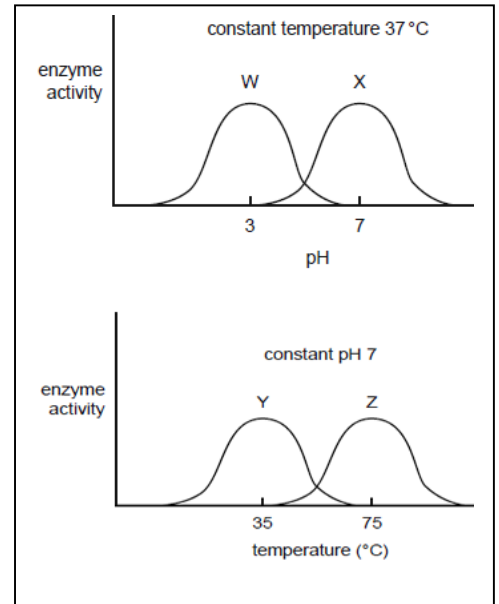 constant temperature 37 °C
enzyme
activity
W
X
3
7
pH
constant pH 7
enzyme
activity
Y
Z
35
75
temperature (°C)